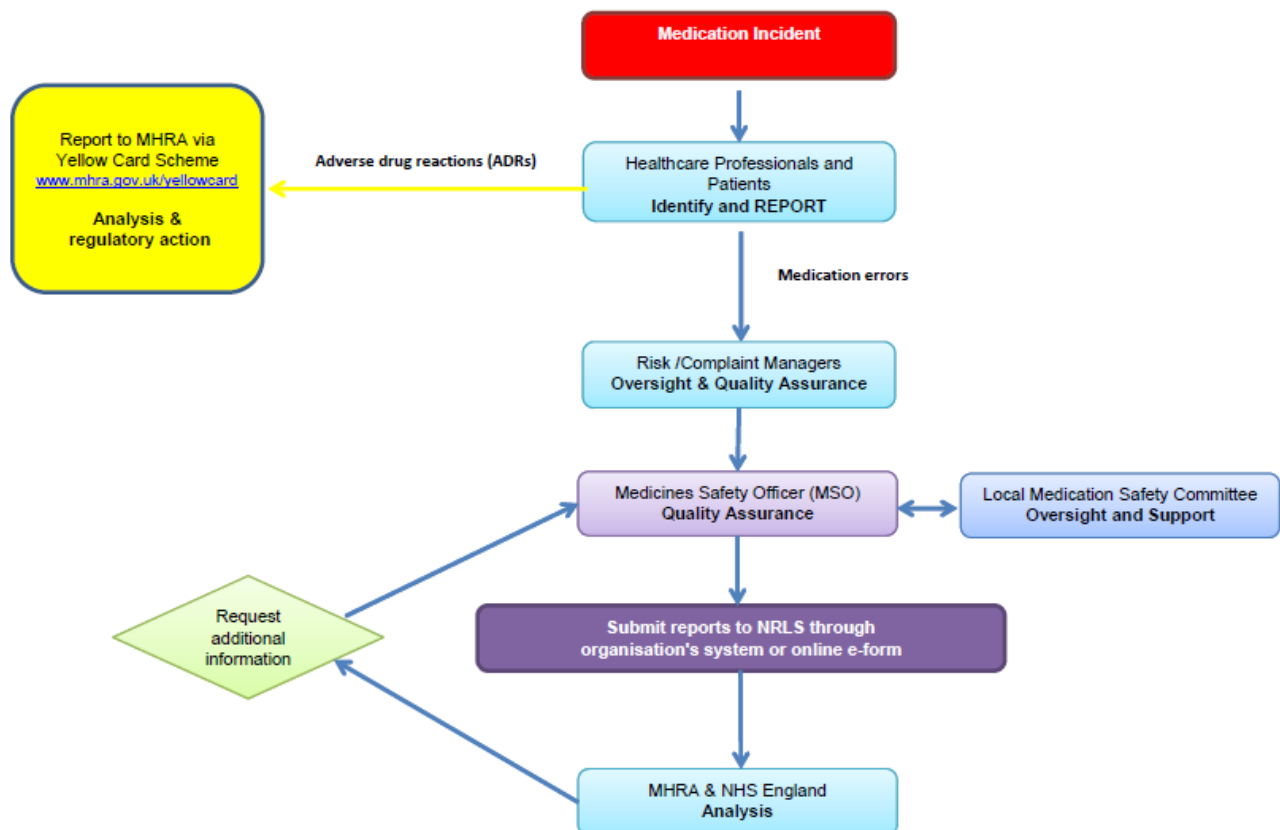 Medication Incident
Report to MHRA via
Yellow Card Scheme
www.mhra.gov.uk/yellowcard
Analysis &
regulatory action
Adverse drug reactions (ADRs)
Healthcare Professionals and
Patients
Identify and REPORT
Medication errors
Risk /Complaint Managers
Oversight & Quality Assurance
Medicines Safety Officer (MSO)
Quality Assurance
Local Medication Safety Committee
Oversight and Support
Request
additional
information
Submit reports to NRLS through
organisation's system or online e-form
MHRA & NHS England
Analysis